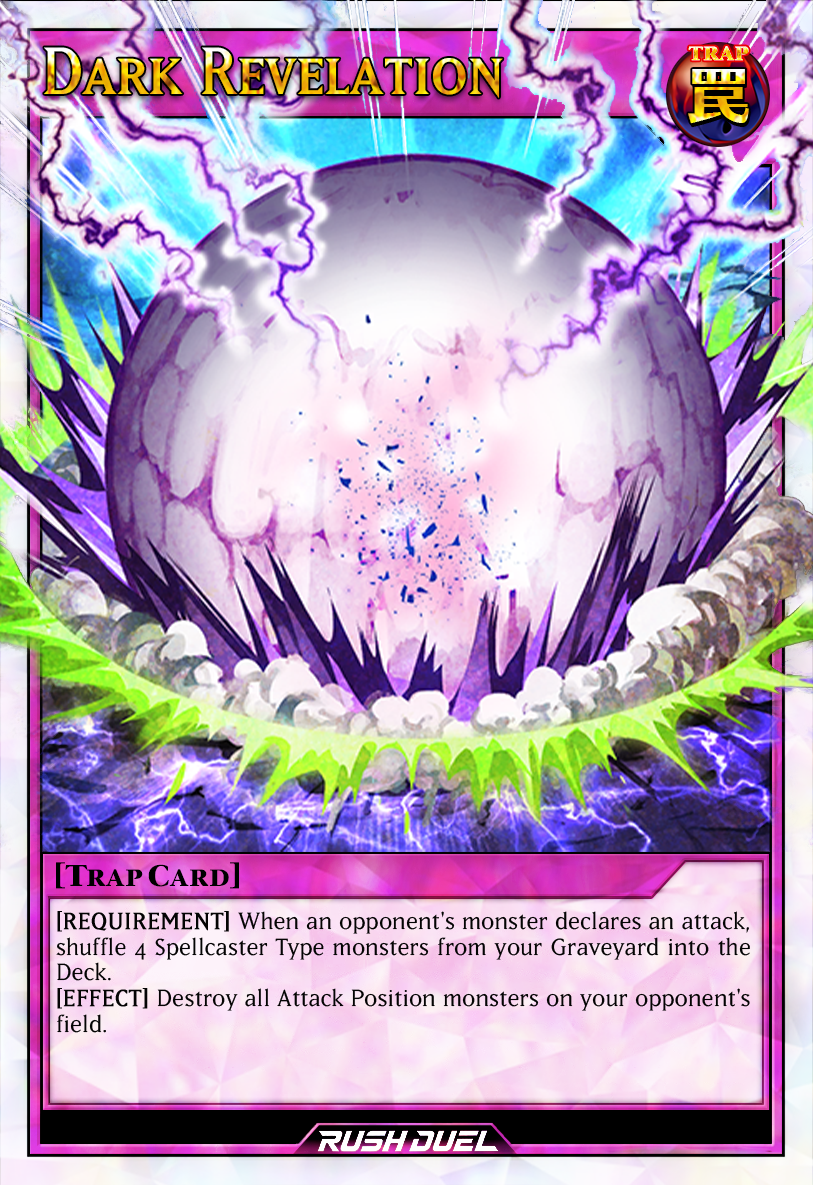 DARK REVELATION
TRAP
罠
[TRAP CARD]
[REQUIREMENT] When an opponent's monster declares an attack,
shuffle 4 Spellcaster Type monsters from your Graveyard into the
Deck.
[EFFECT] Destroy all Attack Position monsters on your opponent's
field.
RUSH DUEL